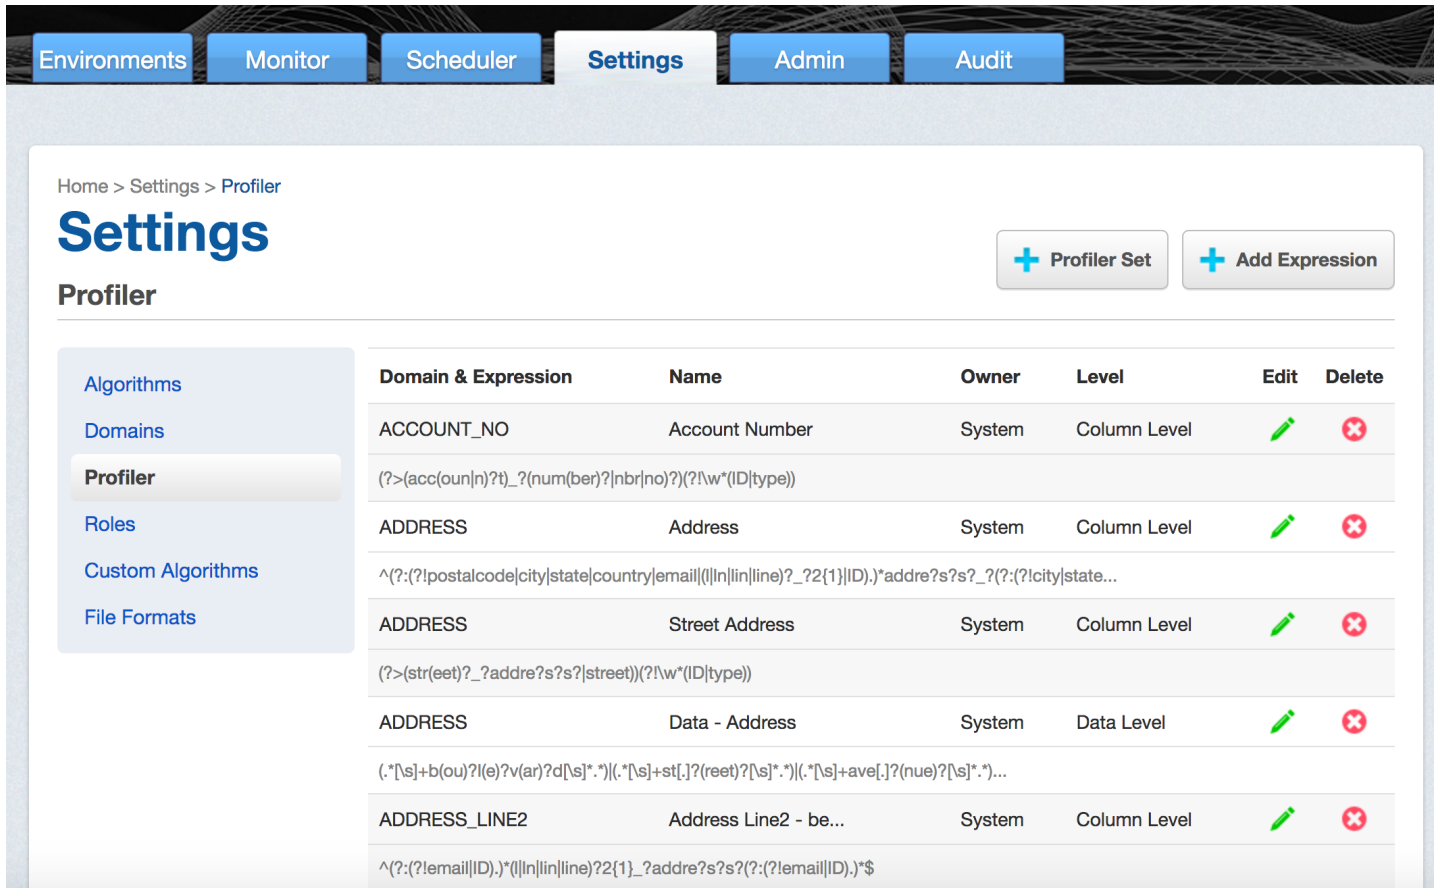 Environments Monitor Scheduler Settings Admin Audit
Home > Settings > Profiler
Settings
Profiler Set Add Expression
Profiler
Algorithms
Domains
Profiler
Roles
Custom Algorithms
File Formats
Domain & Expression Name Owner Level Edit Delete
ACCOUNT_NO Account Number System Column Level
(?>(acc(oun|n)?t)_?(num(ber)?|nbr|no)?)(?!\w*(ID|type))
ADDRESS Address System Column Level
^(?:(?!postalcode|city|state|country|email|(l|ln|lin|line)?_?2{1}|ID).)*addre?s?s?_?(?:(?!city|state...
ADDRESS Street Address System Column Level
(?>(str(eet)?_?addre?s?s?|street))(?!\w*(ID|type))
ADDRESS Data - Address System Data Level
(.*[\s]+b(ou)?l(e)?v(ar)?d[\s]*.*)|(.*[\s]+st[.]?(reet)?[\s]*.*)|(.*[\s]+ave[.]?(nue)?[\s]*.*)...
ADDRESS_LINE2 Address Line2 - be... System Column Level
^(?:(?!email|ID).)*(l|ln|lin|line)?2{1}_?addre?s?s?(?:(?!email|ID).)*$